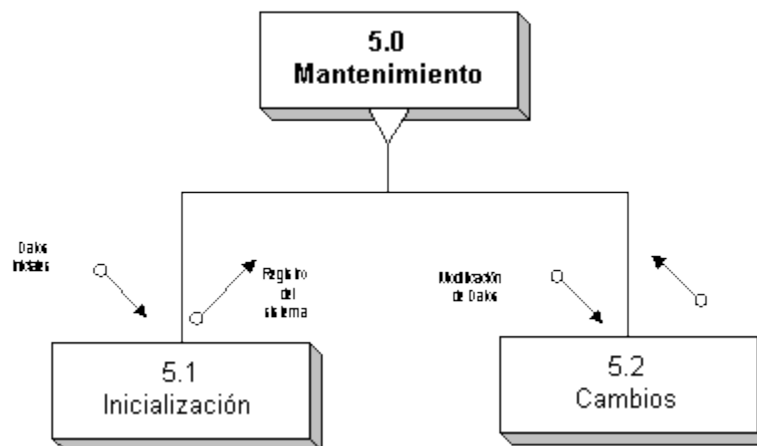 5.0
Mantenimiento
Datos
Iniciales
Registro
del
sistema
Modificación
de Datos
5.1
Inicialización
5.2
Cambios